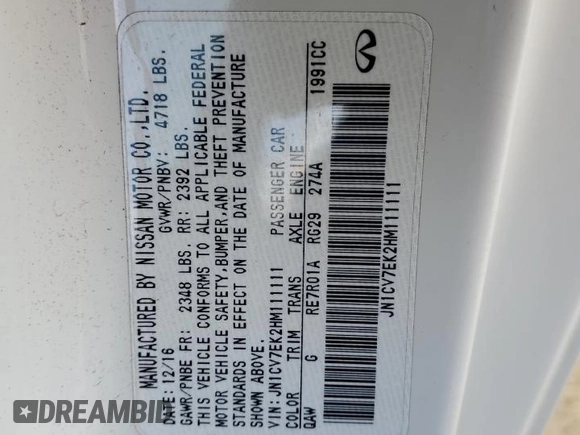 MANUFACTURED BY NISSAN MOTOR CO.,LTD.
DATE: 12/16 GVWR/PNBV: 4718 LBS.
GAWR/PNBE FR: 2348 LBS. RR: 2392 LBS.
THIS VEHICLE CONFORMS TO ALL APPLICABLE FEDERAL
MOTOR VEHICLE SAFETY,BUMPER,AND THEFT PREVENTION
STANDARDS IN EFFECT ON THE DATE OF MANUFACTURE
SHOWN ABOVE.
VIN: JN1CV7EK2HM111111 PASSENGER CAR
COLOR TRIM TRANS AXLE ENGINE
QAW G RE7R01A RG29 274A 1991CC
JN1CV7EK2HM111111
DREAMBID